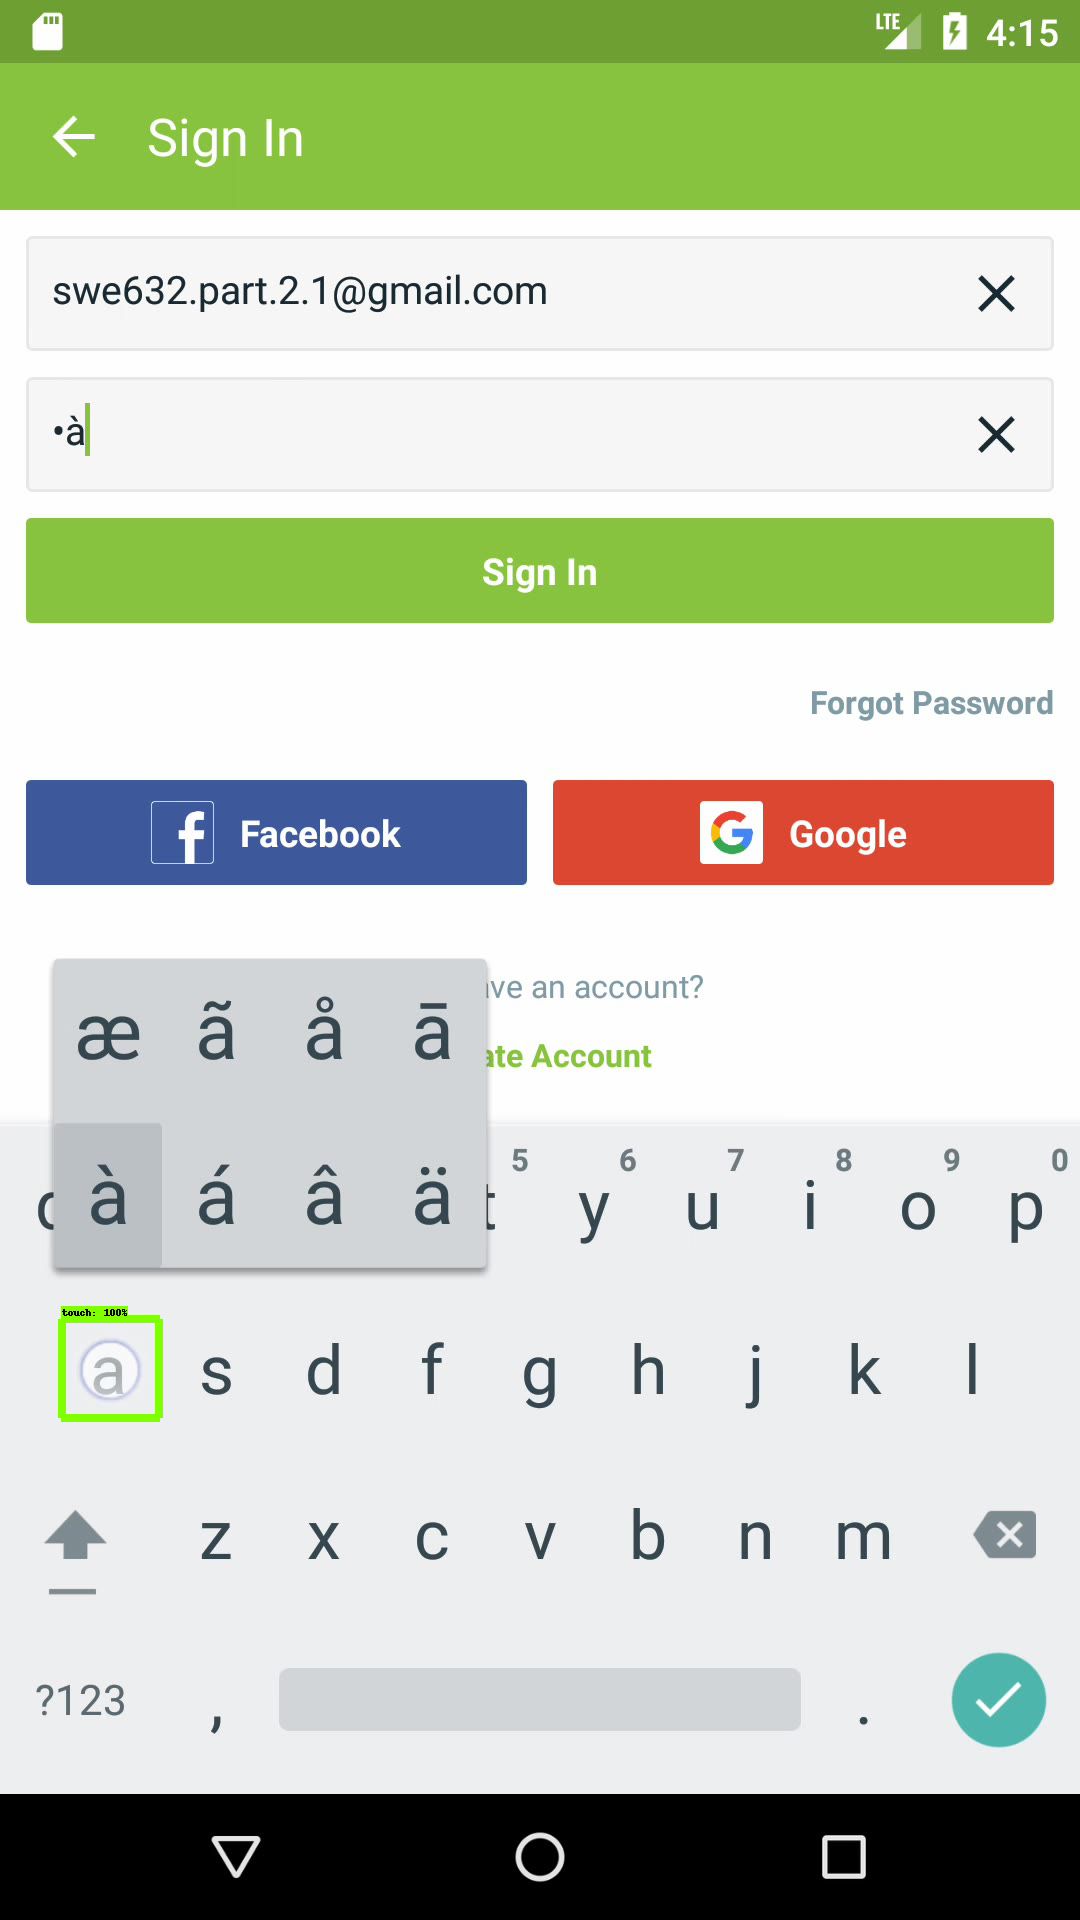 LTE 4:15
Sign In
swe632.part.2.1@gmail.com
•à
Sign In
Forgot Password
Facebook
Google
ve an account?
ate Account
æ ã å ā
5 6 7 8 9 0
à á â ä t y u i o p
touch: 100%
a s d f g h j k l
z x c v b n m
?123 , .